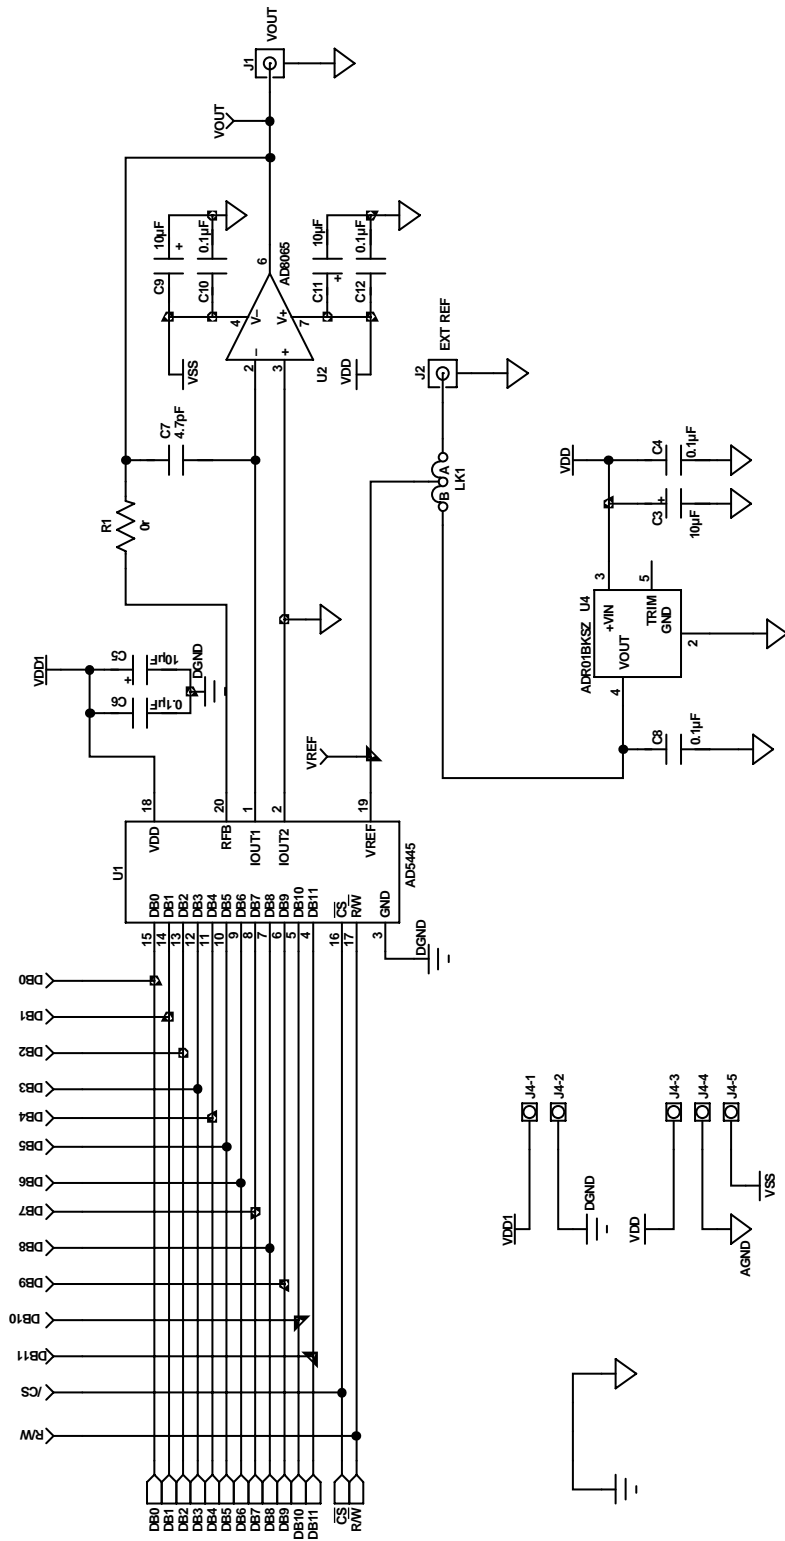 J1
VOUT
VOUT
10µF
C9
0.1µF
C10
6
AD8065
4
V–
V+
7
–
+
2
3
U2
10µF
C11
0.1µF
C12
VSS
VDD
C7
4.7pF
R1
0r
J2
EXT REF
A
B
LK1
VDD
C4
0.1µF
C3
10µF
3
5
U4
+VIN
TRIM
GND
VOUT
ADR01BKSZ
2
4
C8
0.1µF
VDD1
C5
10µF
C6
0.1µF
DGND
VREF
18
20
1
2
19
VDD
RFB
IOUT1
IOUT2
VREF
U1
AD5445
DB0
DB1
DB2
DB3
DB4
DB5
DB6
DB7
DB8
DB9
DB10
DB11
CS
R/W
GND
15
14
13
12
11
10
9
8
7
6
5
4
16
17
3
DGND
DB0
DB1
DB2
DB3
DB4
DB5
DB6
DB7
DB8
DB9
DB10
DB11
/CS
R/W
DB0
DB1
DB2
DB3
DB4
DB5
DB6
DB7
DB8
DB9
DB10
DB11
CS
R/W
J4-1
J4-2
VDD1
DGND
J4-3
J4-4
J4-5
VDD
AGND
VSS